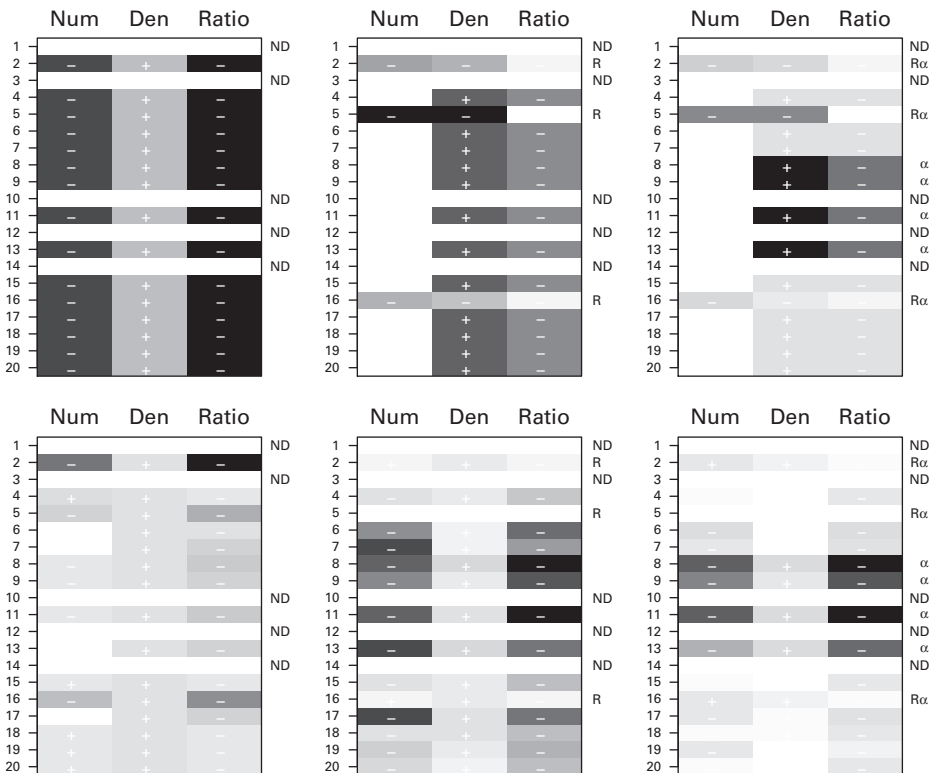 Num Den Ratio Num Den Ratio Num Den Ratio
1 ND 1 ND 1 ND
2 – + – 2 – – – R 2 – – – Rα
3 ND 3 ND 3 ND
4 – + – 4 + – 4 + –
5 – + – 5 – – R 5 – – Rα
6 – + – 6 + – 6 + –
7 – + – 7 + – 7 + –
8 – + – 8 + – 8 + – α
9 – + – 9 + – 9 + – α
10 ND 10 ND 10 ND
11 – + – 11 + – 11 + – α
12 ND 12 ND 12 ND
13 – + – 13 + – 13 + – α
14 ND 14 ND 14 ND
15 – + – 15 + – 15 + –
16 – + – 16 – – – R 16 – – – Rα
17 – + – 17 + – 17 + –
18 – + – 18 + – 18 + –
19 – + – 19 + – 19 + –
20 – + – 20 + – 20 + –
Num Den Ratio Num Den Ratio Num Den Ratio
1 ND 1 ND 1 ND
2 – + – 2 + + – R 2 + + Rα
3 ND 3 ND 3 ND
4 + + – 4 – + – 4 –
5 – + – 5 R 5 Rα
6 + – 6 – + – 6 – –
7 + – 7 – + – 7 – –
8 – + – 8 – + – 8 – + – α
9 – + – 9 – + – 9 – + – α
10 ND 10 ND 10 ND
11 – + – 11 – + – 11 – + – α
12 ND 12 ND 12 ND
13 + – 13 – + – 13 – + – α
14 ND 14 ND 14 ND
15 + + – 15 – + – 15 –
16 – + – 16 + – R 16 + + Rα
17 + – 17 – + – 17 – –
18 + + – 18 – + – 18 –
19 + + – 19 – + – 19 – –
20 + + – 20 – + – 20 –